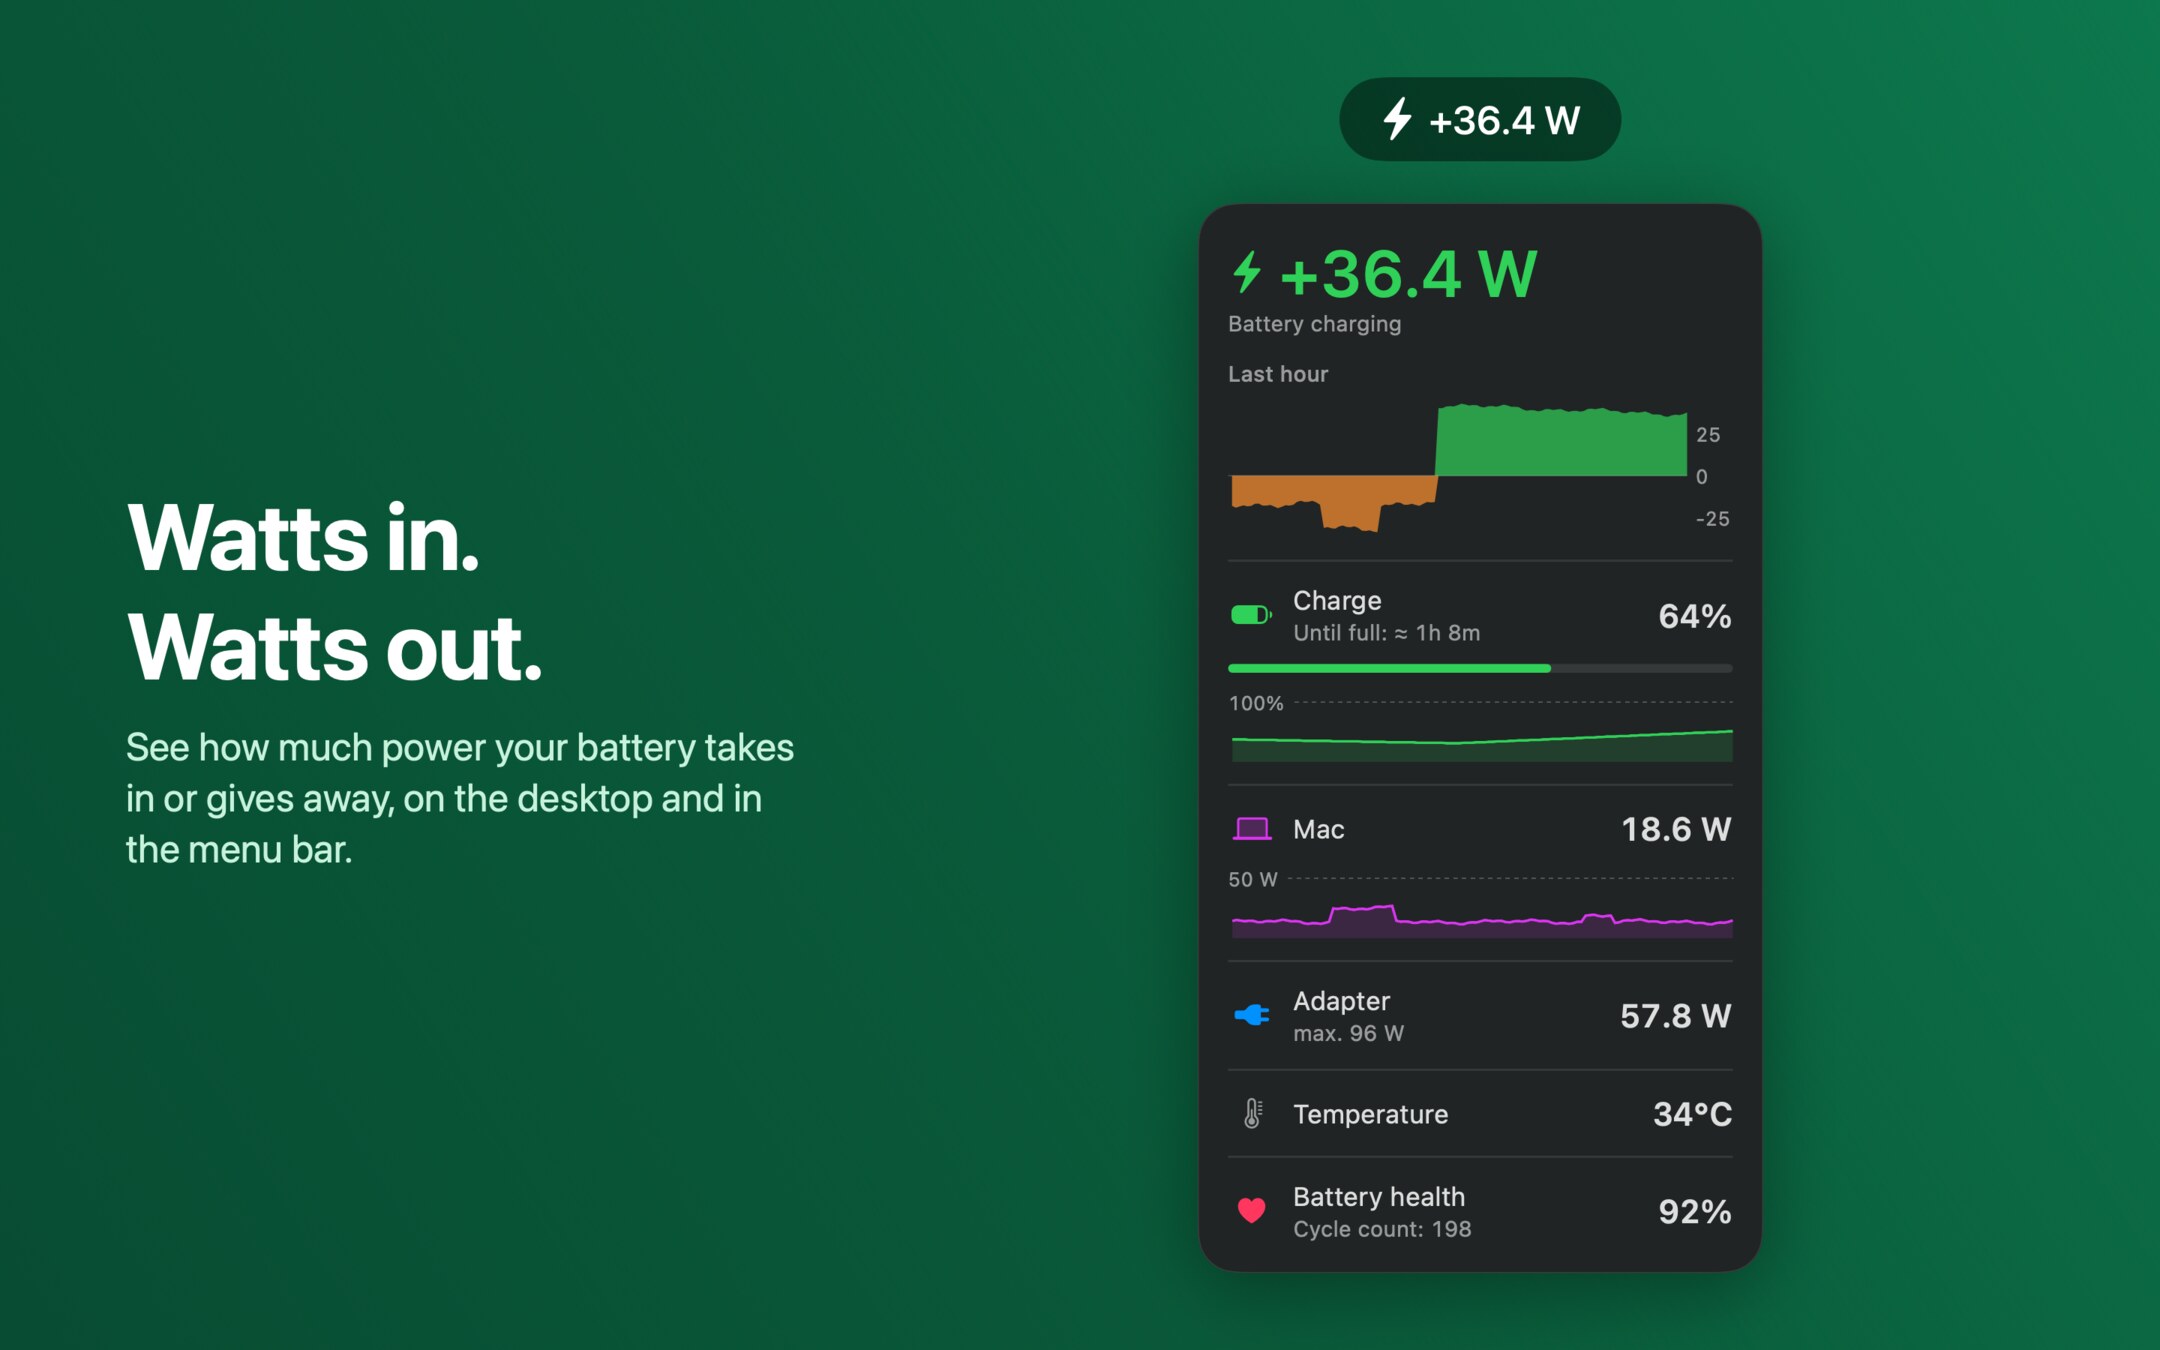 Watts in.
Watts out.
See how much power your battery takes
in or gives away, on the desktop and in
the menu bar.
+36.4 W
+36.4 W
Battery charging
Last hour
25
0
-25
Charge
Until full: ≈ 1h 8m
64%
100%
Mac
18.6 W
50 W
Adapter
max. 96 W
57.8 W
Temperature
34°C
Battery health
Cycle count: 198
92%